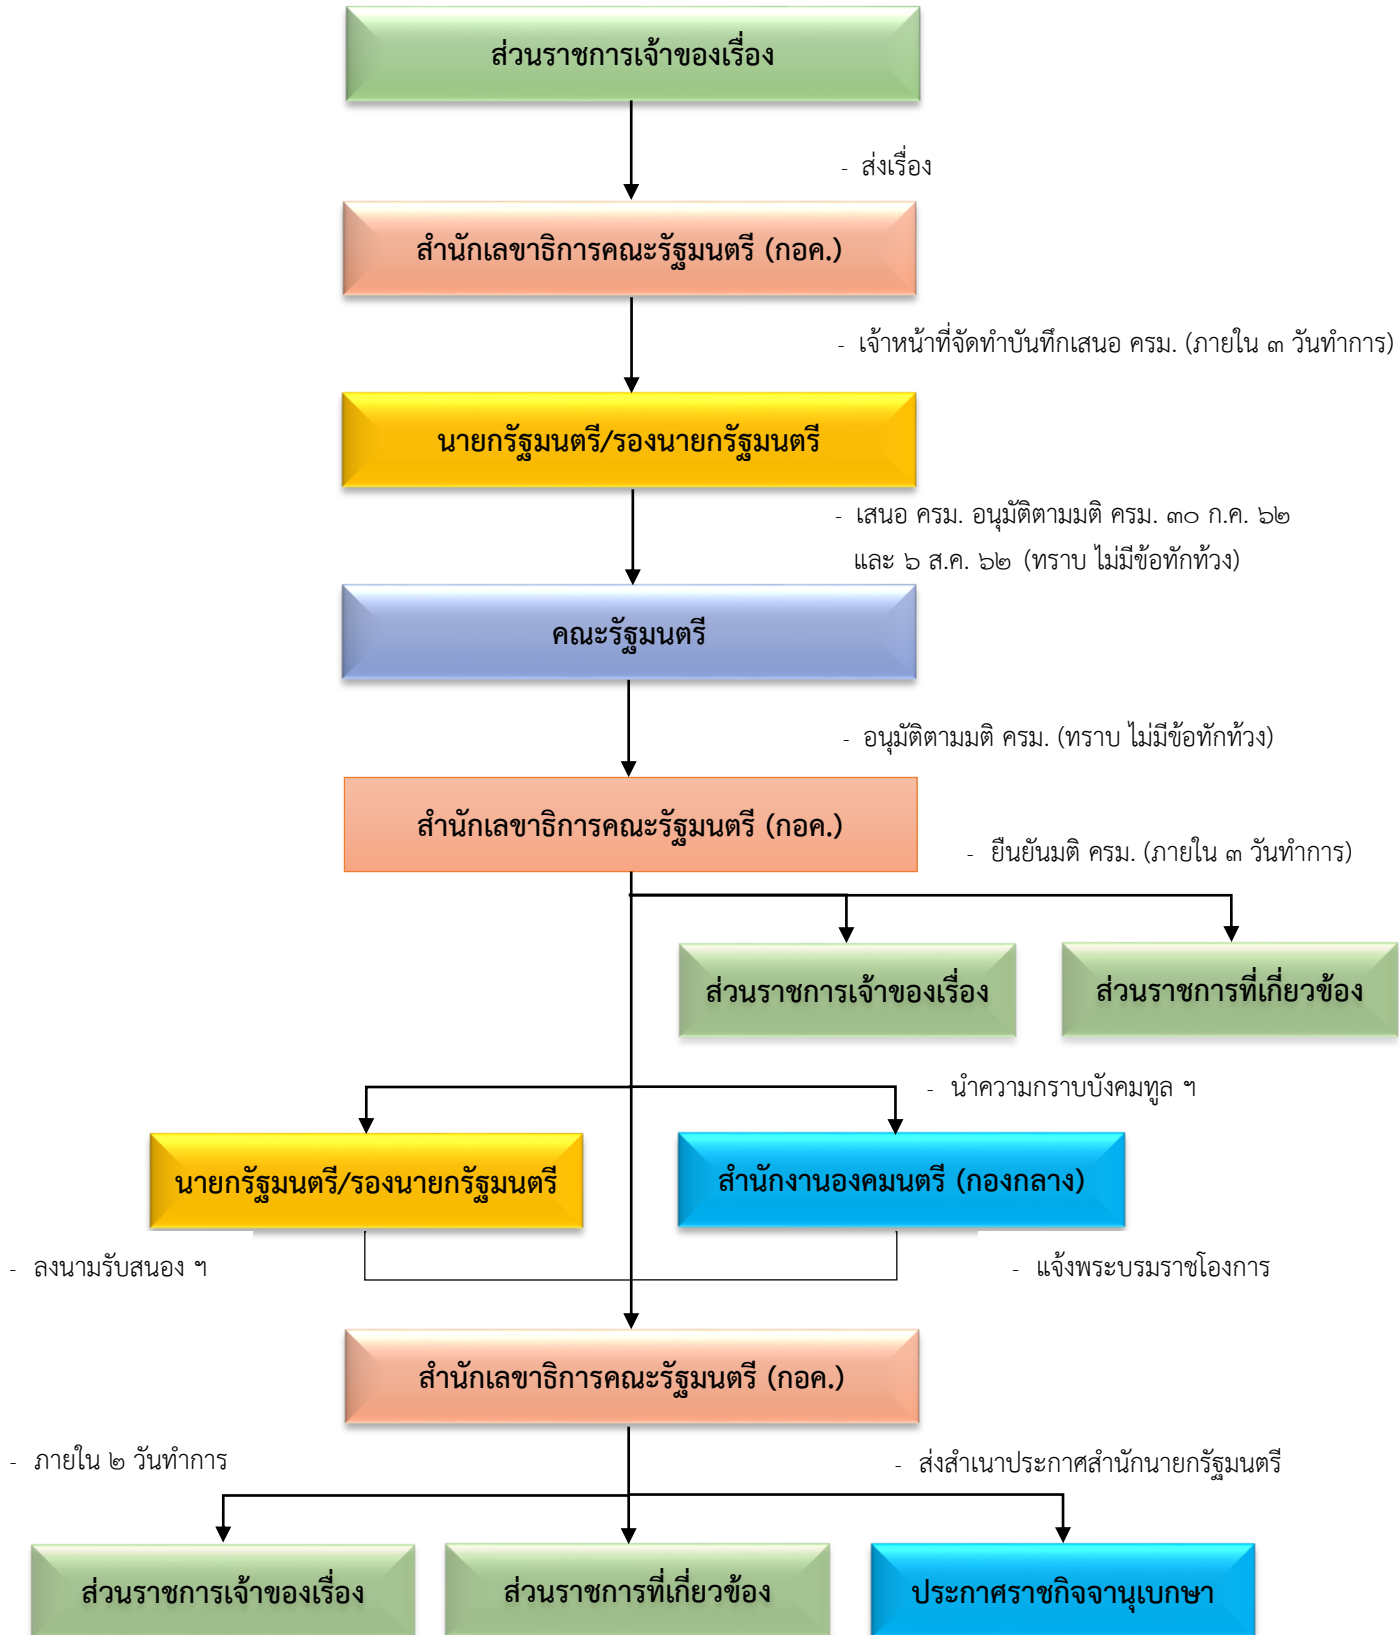 ส่วนราชการเจ้าของเรื่อง
- ส่งเรื่อง
สำนักเลขาธิการคณะรัฐมนตรี (กอค.)
- เจ้าหน้าที่จัดทำบันทึกเสนอ ครม. (ภายใน ๓ วันทำการ)
นายกรัฐมนตรี/รองนายกรัฐมนตรี
- เสนอ ครม. อนุมัติตามมติ ครม. ๓๐ ก.ค. ๖๒
และ ๖ ส.ค. ๖๒ (ทราบ ไม่มีข้อทักท้วง)
คณะรัฐมนตรี
- อนุมัติตามมติ ครม. (ทราบ ไม่มีข้อทักท้วง)
สำนักเลขาธิการคณะรัฐมนตรี (กอค.)
- ยืนยันมติ ครม. (ภายใน ๓ วันทำการ)
ส่วนราชการเจ้าของเรื่อง
ส่วนราชการที่เกี่ยวข้อง
- นำความกราบบังคมทูล ฯ
นายกรัฐมนตรี/รองนายกรัฐมนตรี
สำนักงานองคมนตรี (กองกลาง)
- ลงนามรับสนอง ฯ
- แจ้งพระบรมราชโองการ
สำนักเลขาธิการคณะรัฐมนตรี (กอค.)
- ภายใน ๒ วันทำการ
- ส่งสำเนาประกาศสำนักนายกรัฐมนตรี
ส่วนราชการเจ้าของเรื่อง
ส่วนราชการที่เกี่ยวข้อง
ประกาศราชกิจจานุเบกษา